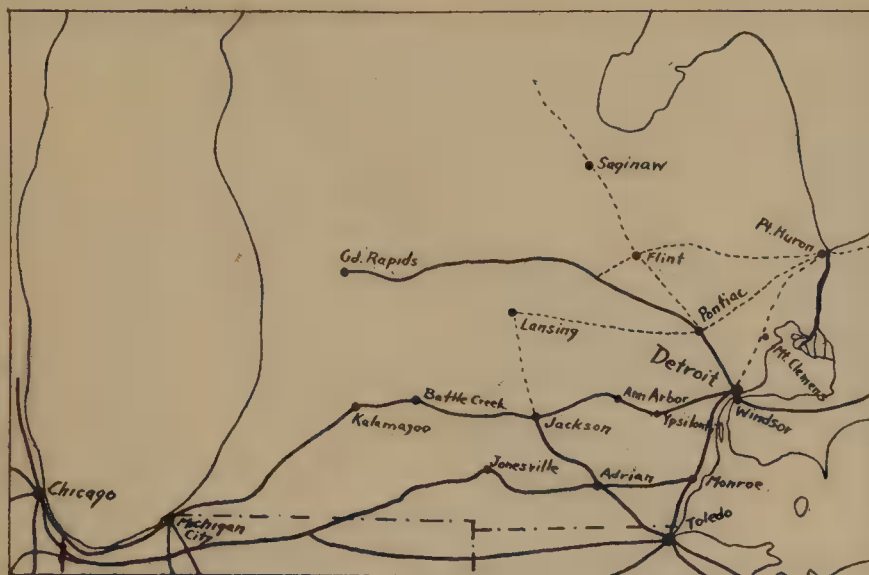 Saginaw
Pt. Huron
Gd. Rapids
Flint
Pontiac
Lansing
Mt. Clemens
Detroit
Battle Creek
Ann Arbor
Kalamazoo
Jackson
Ypsilanti
Windsor
Jonesville
Adrian
Monroe
Chicago
Michigan
City
Toledo